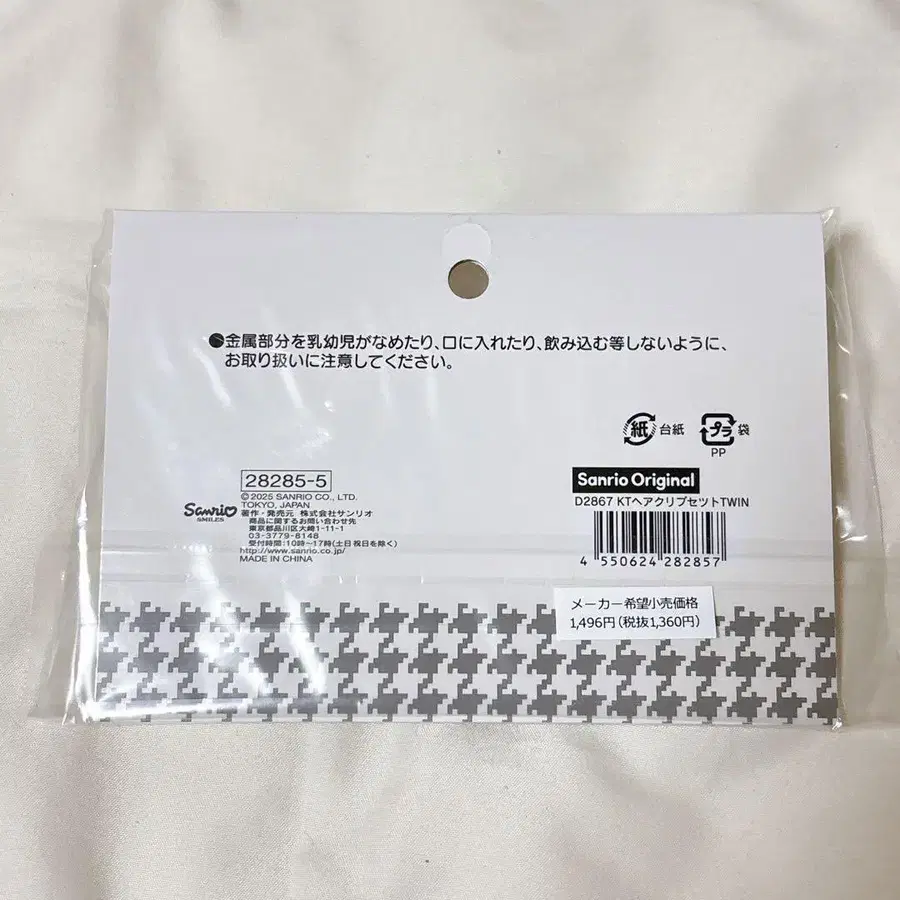 ●金属部分を乳幼児がなめたり、口に入れたり、飲み込む等しないように、
お取り扱いに注意してください。
紙 台紙
プラ 袋
PP
28285-5
© 2025 SANRIO CO., LTD.
TOKYO, JAPAN
Sanrio
SMILES
著作・発売元 株式会社サンリオ
商品に関するお問い合わせ先
東京都品川区大崎1-11-1
03-3779-8148
受付時間:10時~17時(土日祝日を除く)
http://www.sanrio.co.jp/
MADE IN CHINA
Sanrio Original
D2867 KTヘアクリプセットTWIN
4 550624 282857
メーカー希望小売価格
1,496円(税抜1,360円)